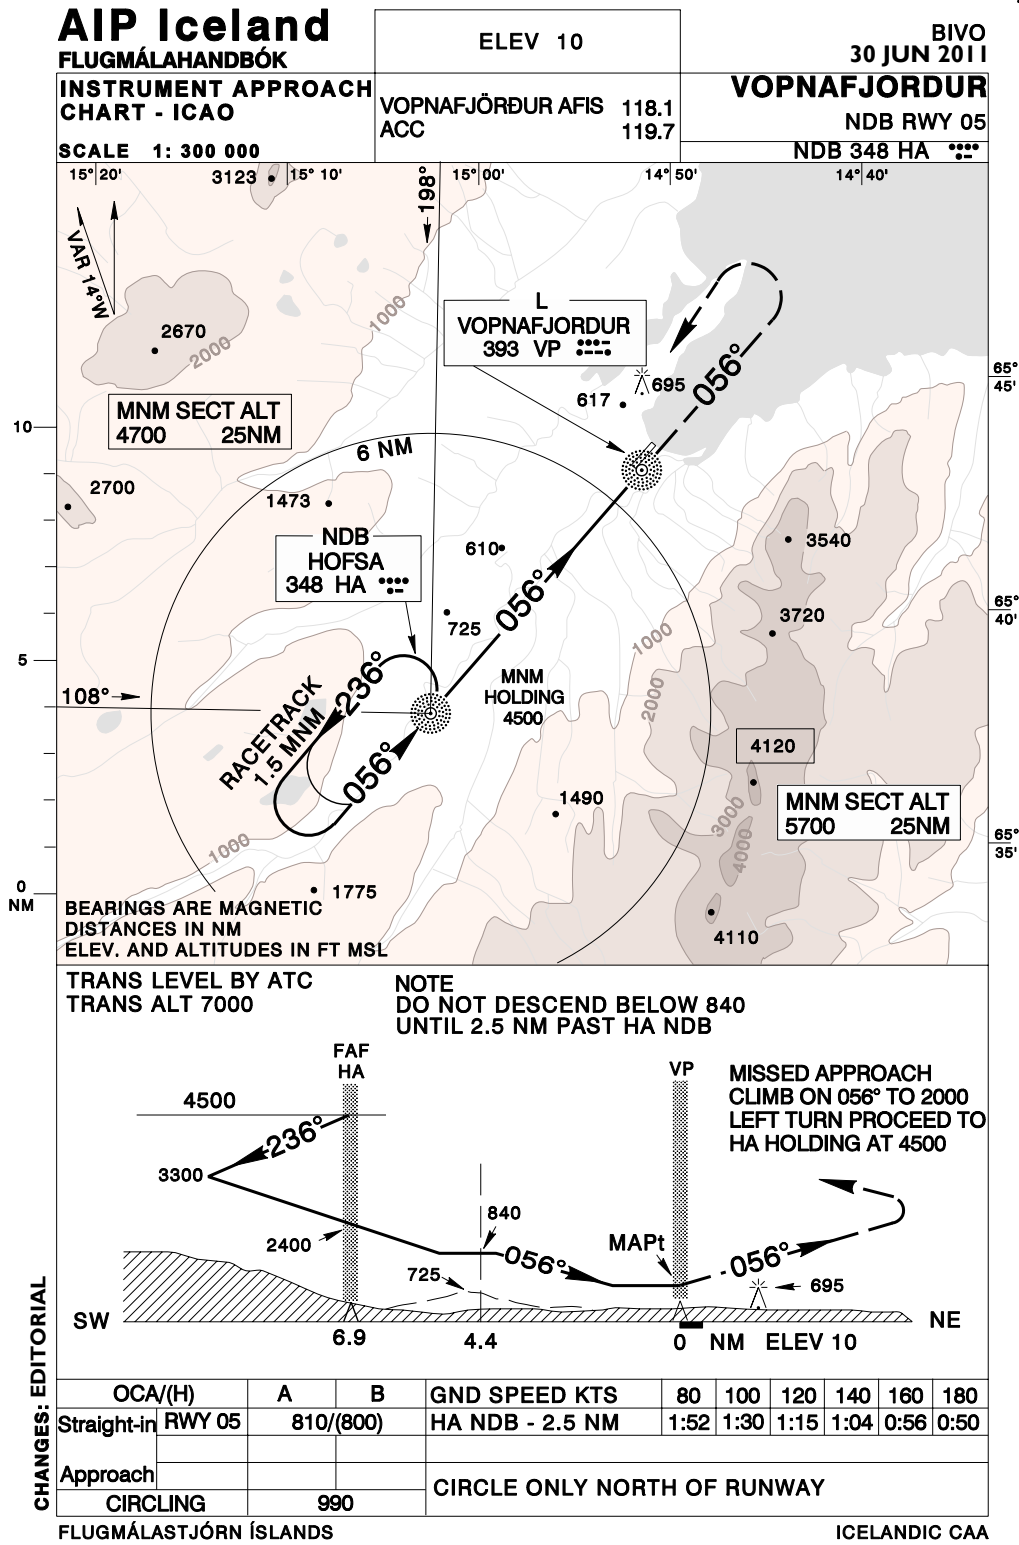 AIP Iceland
FLUGMÁLAHANDBÓK
ELEV 10
BIVO
30 JUN 2011
INSTRUMENT APPROACH
CHART - ICAO
SCALE 1: 300 000
VOPNAFJÖRÐUR AFIS 118.1
ACC 119.7
VOPNAFJORDUR
NDB RWY 05
NDB 348 HA
15° 20'
3123
15° 10'
198°
15° 00'
14° 50'
14° 40'
VAR 14°W
1000
2670
2000
L
VOPNAFJORDUR
393 VP
056°
695
617
65°
45'
MNM SECT ALT
4700 25NM
10
6 NM
2700
1473
NDB
HOFSA
348 HA
610
3540
056°
725
3720
65°
40'
1000
5
236°
MNM
HOLDING
4500
2000
108°
RACETRACK
1.5 MNM
056°
4120
1490
3000
MNM SECT ALT
5700 25NM
4000
1000
65°
35'
0
NM
1775
4110
BEARINGS ARE MAGNETIC
DISTANCES IN NM
ELEV. AND ALTITUDES IN FT MSL
TRANS LEVEL BY ATC
TRANS ALT 7000
NOTE
DO NOT DESCEND BELOW 840
UNTIL 2.5 NM PAST HA NDB
FAF
HA
VP
MISSED APPROACH
CLIMB ON 056° TO 2000
LEFT TURN PROCEED TO
HA HOLDING AT 4500
4500
236°
3300
840
2400
056°
MAPt
056°
725
695
SW
NE
6.9
4.4
0 NM ELEV 10
CHANGES: EDITORIAL
OCA/(H) A B GND SPEED KTS 80 100 120 140 160 180
Straight-in RWY 05 810/(800) HA NDB - 2.5 NM 1:52 1:30 1:15 1:04 0:56 0:50
Approach
CIRCLE ONLY NORTH OF RUNWAY
CIRCLING 990
FLUGMÁLASTJÓRN ÍSLANDS
ICELANDIC CAA